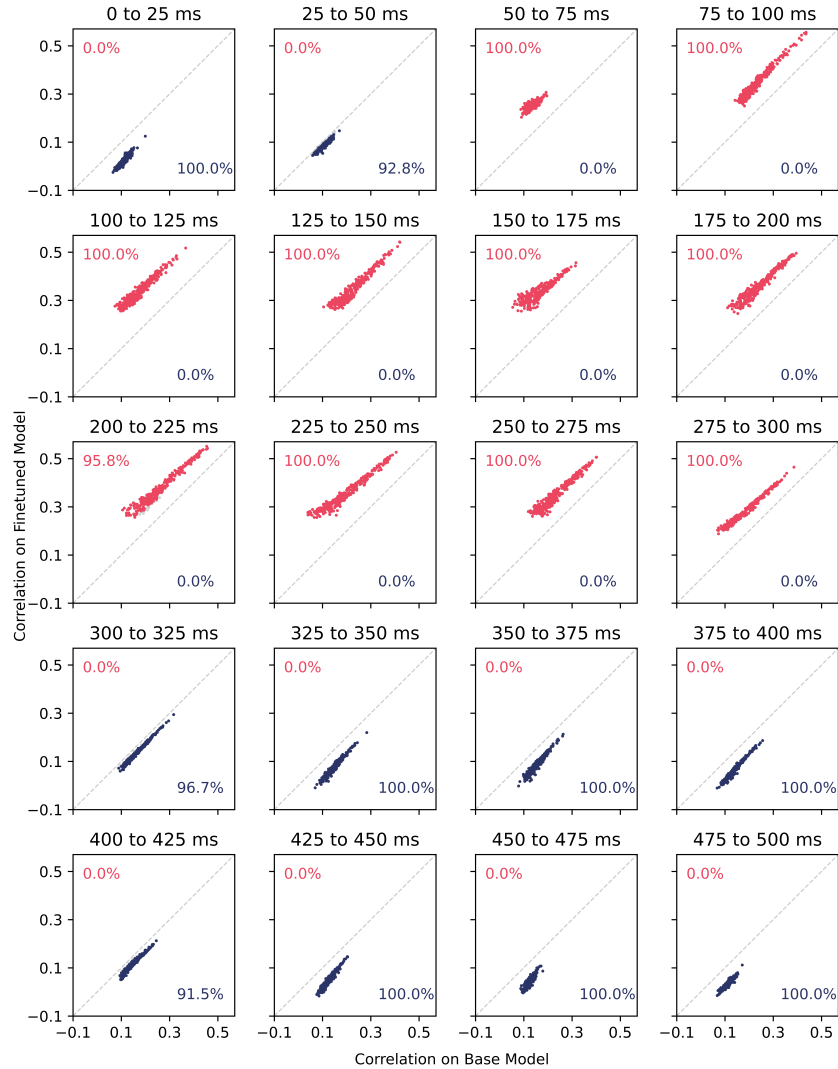 0 to 25 ms
25 to 50 ms
50 to 75 ms
75 to 100 ms
0.5
0.3
0.1
−0.1
0.0%
100.0%
0.0%
92.8%
100.0%
0.0%
100.0%
0.0%
100 to 125 ms
125 to 150 ms
150 to 175 ms
175 to 200 ms
0.5
0.3
0.1
−0.1
100.0%
0.0%
100.0%
0.0%
100.0%
0.0%
100.0%
0.0%
Correlation on Finetuned Model
200 to 225 ms
225 to 250 ms
250 to 275 ms
275 to 300 ms
0.5
0.3
0.1
−0.1
95.8%
0.0%
100.0%
0.0%
100.0%
0.0%
100.0%
0.0%
300 to 325 ms
325 to 350 ms
350 to 375 ms
375 to 400 ms
0.5
0.3
0.1
−0.1
0.0%
96.7%
0.0%
100.0%
0.0%
100.0%
0.0%
100.0%
400 to 425 ms
425 to 450 ms
450 to 475 ms
475 to 500 ms
0.5
0.3
0.1
−0.1
0.0%
91.5%
0.0%
100.0%
0.0%
100.0%
0.0%
100.0%
−0.1 0.1 0.3 0.5
−0.1 0.1 0.3 0.5
−0.1 0.1 0.3 0.5
−0.1 0.1 0.3 0.5
Correlation on Base Model